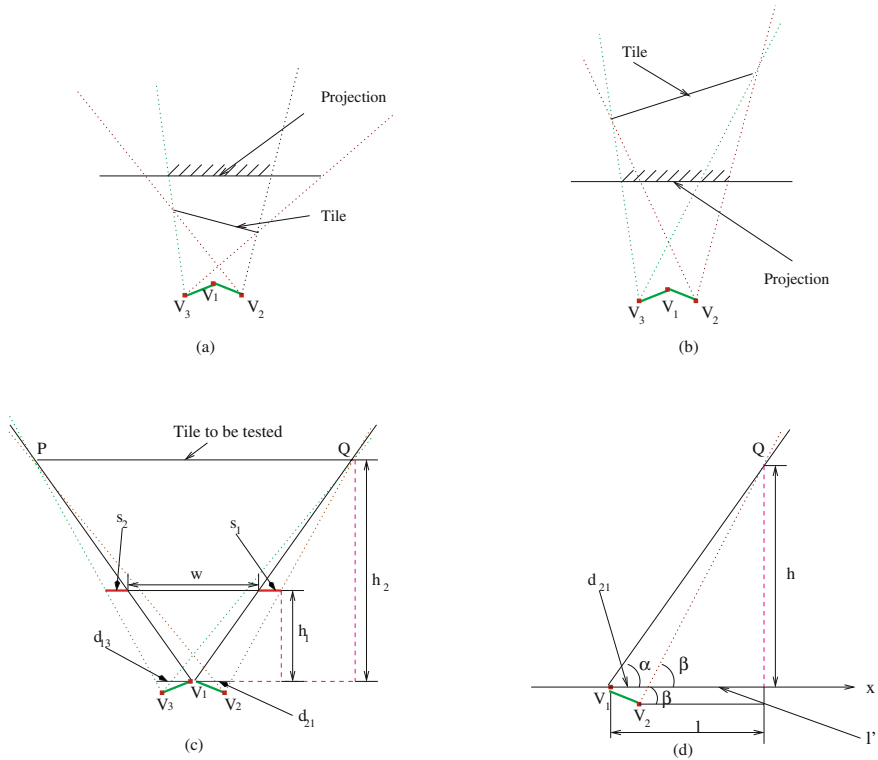 Projection
Tile
V3
V1
V2
(a)
Tile
Projection
V3
V1
V2
(b)
Tile to be tested
P
Q
s2
s1
w
h2
h1
d13
V1
V3
V2
d21
(c)
Q
d21
h
α
β
V1
β
x
V2
l
l'
(d)